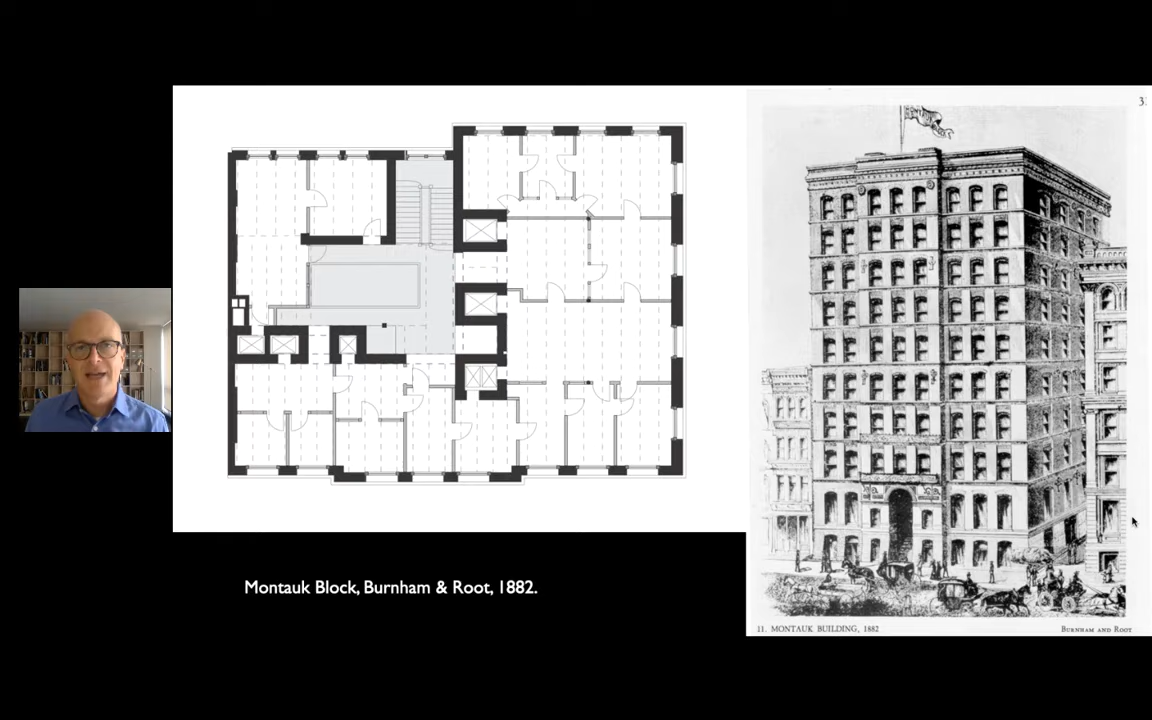 Montauk Block, Burnham & Root, 1882.
11. MONTAUK BUILDING, 1882
BURNHAM AND ROOT